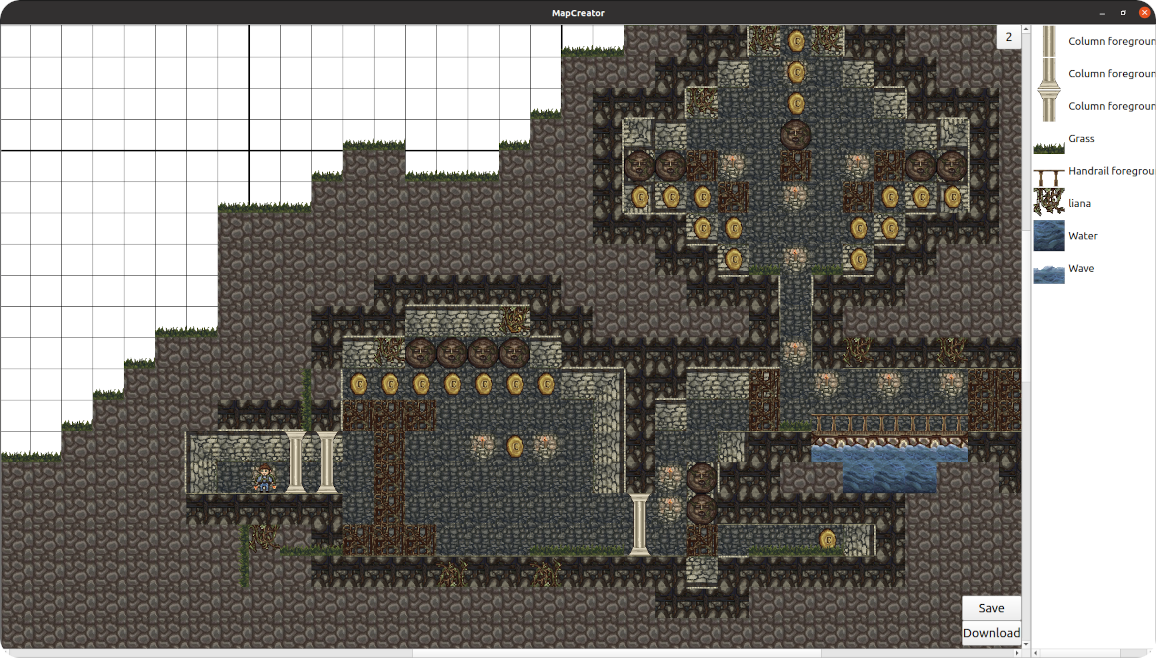 MapCreator
2
Column foregroun
Column foregroun
Column foregroun
Grass
Handrail foregrou
liana
Water
Wave
Save
Download